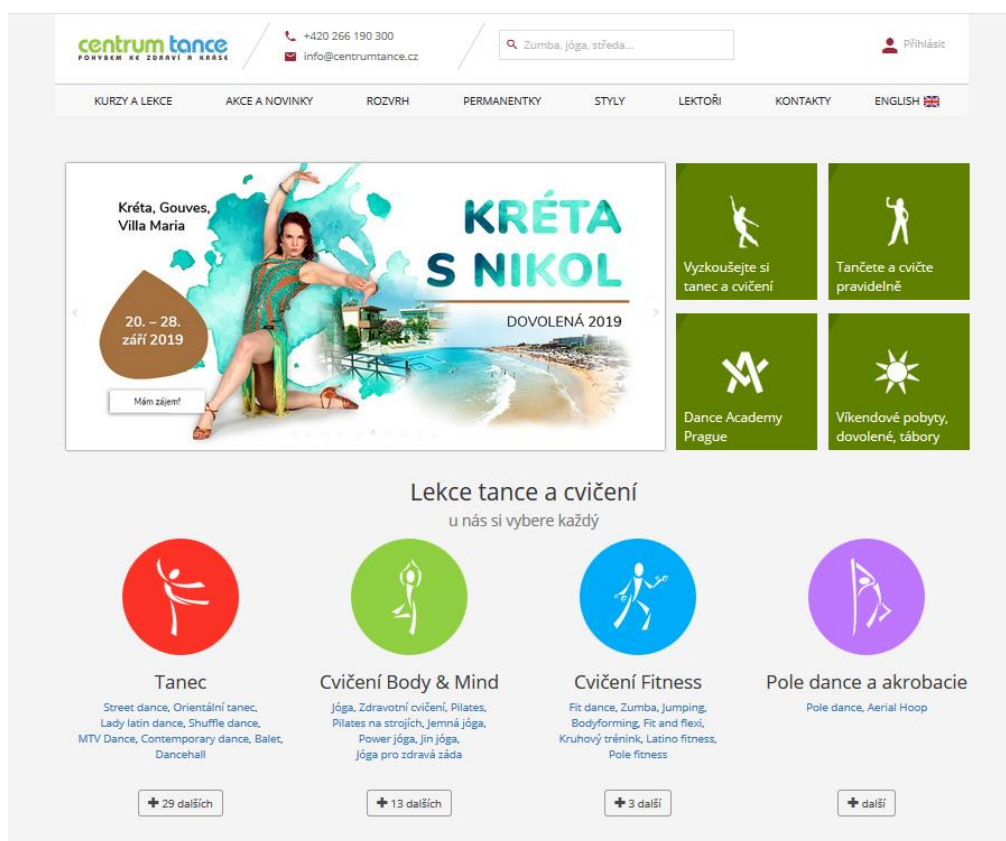 centrum tance
POHYBEM KE ZDRAVÍ A KRÁSE
+420 266 190 300
info@centrumtance.cz
Zumba, jóga, středa...
Přihlásit
KURZY A LEKCE
AKCE A NOVINKY
ROZVRH
PERMANENTKY
STYLY
LEKTOŘI
KONTAKTY
ENGLISH
Kréta, Gouves,
Villa Maria
20. – 28.
září 2019
Mám zájem!
KRÉTA
S NIKOL
DOVOLENÁ 2019
Vyzkoušejte si
tanec a cvičení
Tančete a cvičte
pravidelně
Dance Academy
Prague
Víkendové pobyty,
dovolené, tábory
Lekce tance a cvičení
u nás si vybere každý
Tanec
Street dance, Orientální tanec,
Lady latin dance, Shuffle dance,
MTV Dance, Contemporary dance, Balet,
Dancehall
+ 29 dalších
Cvičení Body & Mind
Jóga, Zdravotní cvičení, Pilates,
Pilates na strojích, Jemná jóga,
Power jóga, Jin jóga,
Jóga pro zdravá záda
+ 13 dalších
Cvičení Fitness
Fit dance, Zumba, Jumping,
Bodyforming, Fit and flexi,
Kruhový trénink, Latino fitness,
Pole fitness
+ 3 další
Pole dance a akrobacie
Pole dance, Aerial Hoop
+ další